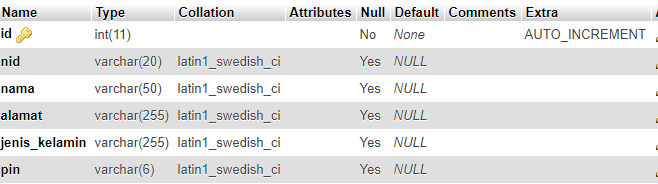 Name Type Collation Attributes Null Default Comments Extra
id int(11) No None AUTO_INCREMENT
nid varchar(20) latin1_swedish_ci Yes NULL
nama varchar(50) latin1_swedish_ci Yes NULL
alamat varchar(255) latin1_swedish_ci Yes NULL
jenis_kelamin varchar(255) latin1_swedish_ci Yes NULL
pin varchar(6) latin1_swedish_ci Yes NULL